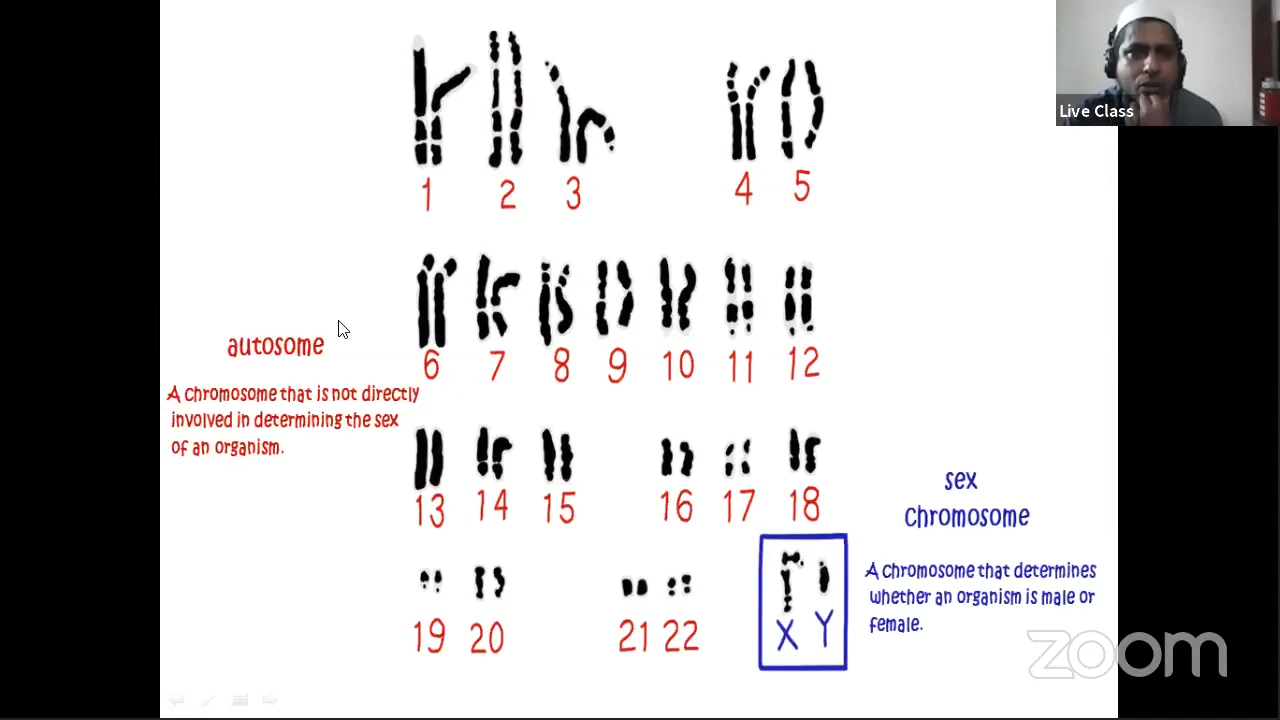 Live Class
1 2 3 4 5
6 7 8 9 10 11 12
autosome
A chromosome that is not directly
involved in determining the sex
of an organism.
13 14 15 16 17 18
sex
chromosome
A chromosome that determines
whether an organism is male or
female.
19 20 21 22 X Y
zoom